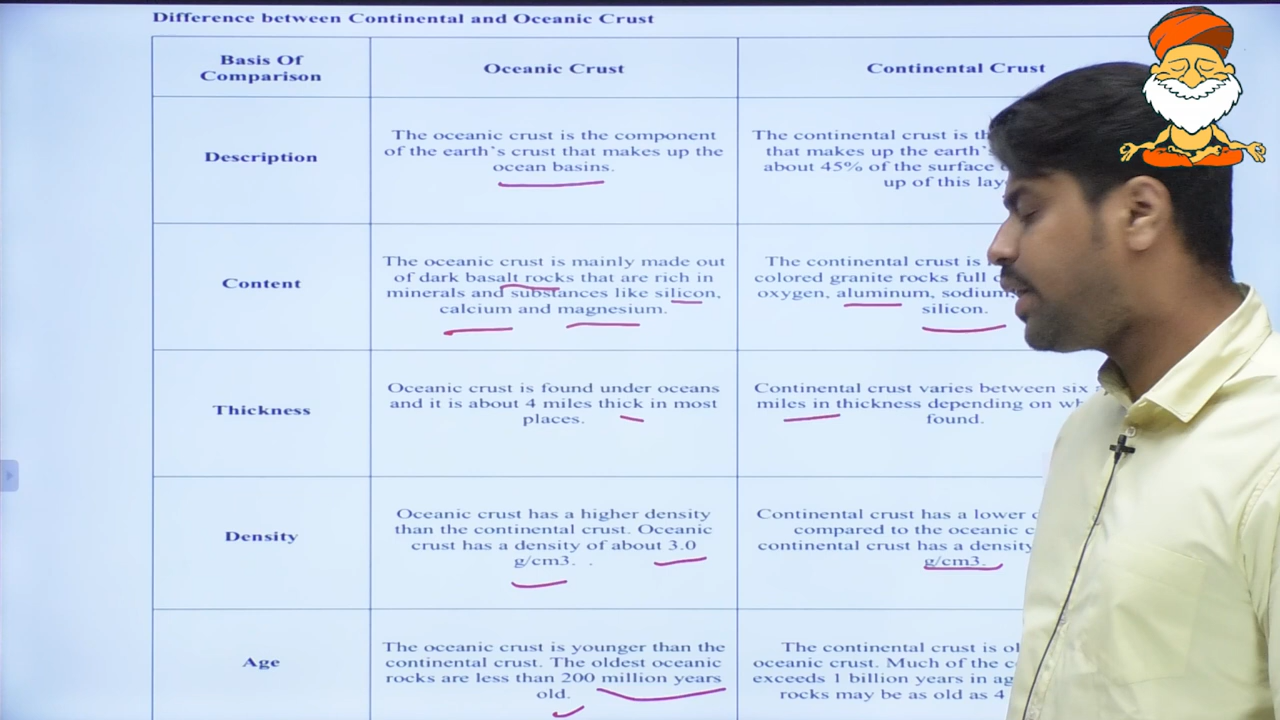 Difference between Continental and Oceanic Crust
Basis Of
Comparison
Oceanic Crust
Continental Crust
Description
The oceanic crust is the component
of the earth's crust that makes up the
ocean basins.
The continental crust is
that makes up the earth's
about 45% of the surface
up of this
Content
The oceanic crust is mainly made out
of dark basalt rocks that are rich in
minerals and substances like silicon,
calcium and magnesium.
The continental crust is
colored granite rocks full
oxygen, aluminum, sodium,
silicon.
Thickness
Oceanic crust is found under oceans
and it is about 4 miles thick in most
places.
Continental crust varies between six
miles in thickness depending on
found.
Density
Oceanic crust has a higher density
than the continental crust. Oceanic
crust has a density of about 3.0
g/cm3. .
Continental crust has a lower
compared to the oceanic
continental crust has a density
g/cm3.
Age
The oceanic crust is younger than the
continental crust. The oldest oceanic
rocks are less than 200 million years
old.
The continental crust is
oceanic crust. Much of the
exceeds 1 billion years in
rocks may be as old as 4